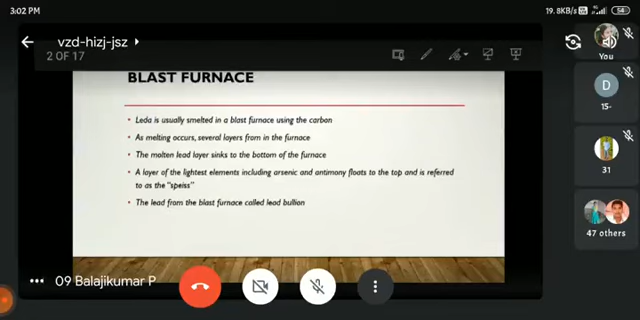 3:02 PM
19.8KB/s 54
vzd-hizj-jsz
2 OF 17
BLAST FURNACE
Leda is usually smelted in a blast furnace using the carbon
As melting occurs, several layers from in the furnace
The molten lead layer sinks to the bottom of the furnace
A layer of the lightest elements including arsenic and antimony floats to the top and is referred
to as the "speiss"
The lead from the blast furnace called lead bullion
You
D
15-
31
47 others
09 Balajikumar P